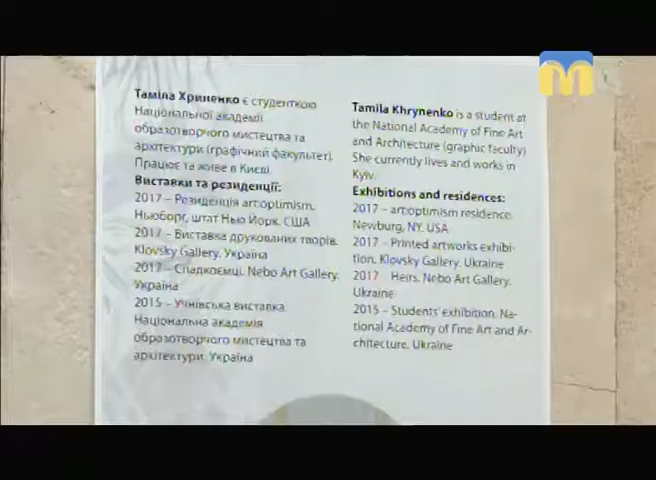 Таміла Хриненко є студенткою
Національної академії
образотворчого мистецтва та
архітектури (графічний факультет).
Працює та живе в Києві.
Виставки та резиденції:
2017 – Резиденція art:optimism.
Ньюборг, штат Нью Йорк. США
2017 – Виставка друкованих творів.
Klovsky Gallery. Україна
2017 – Спадкоємці. Nebo Art Gallery.
Україна
2015 – Учнівська виставка.
Національна академія
образотворчого мистецтва та
архітектури. Україна
Tamila Khrynenko is a student at
the National Academy of Fine Art
and Architecture (graphic faculty)
She currently lives and works in
Kyiv.
Exhibitions and residences:
2017 – art:optimism residence.
Newburg, NY. USA
2017 – Printed artworks exhibi-
tion. Klovsky Gallery. Ukraine
2017 – Heirs. Nebo Art Gallery.
Ukraine
2015 – Students' exhibition. Na-
tional Academy of Fine Art and Ar-
chitecture. Ukraine